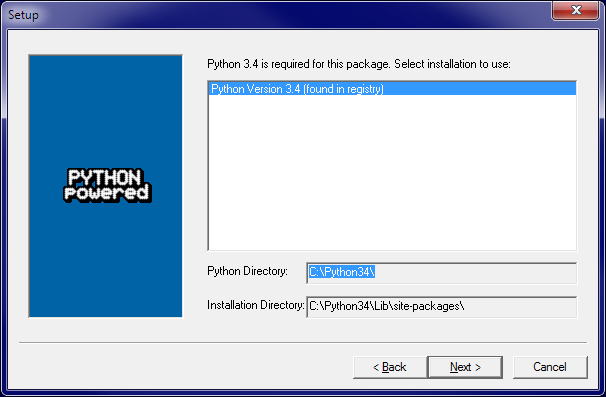 Setup
Python 3.4 is required for this package. Select installation to use:
Python Version 3.4 (found in registry)
PYTHON
powered
Python Directory:
C:\Python34\
Installation Directory:
C:\Python34\Lib\site-packages\
< Back
Next >
Cancel